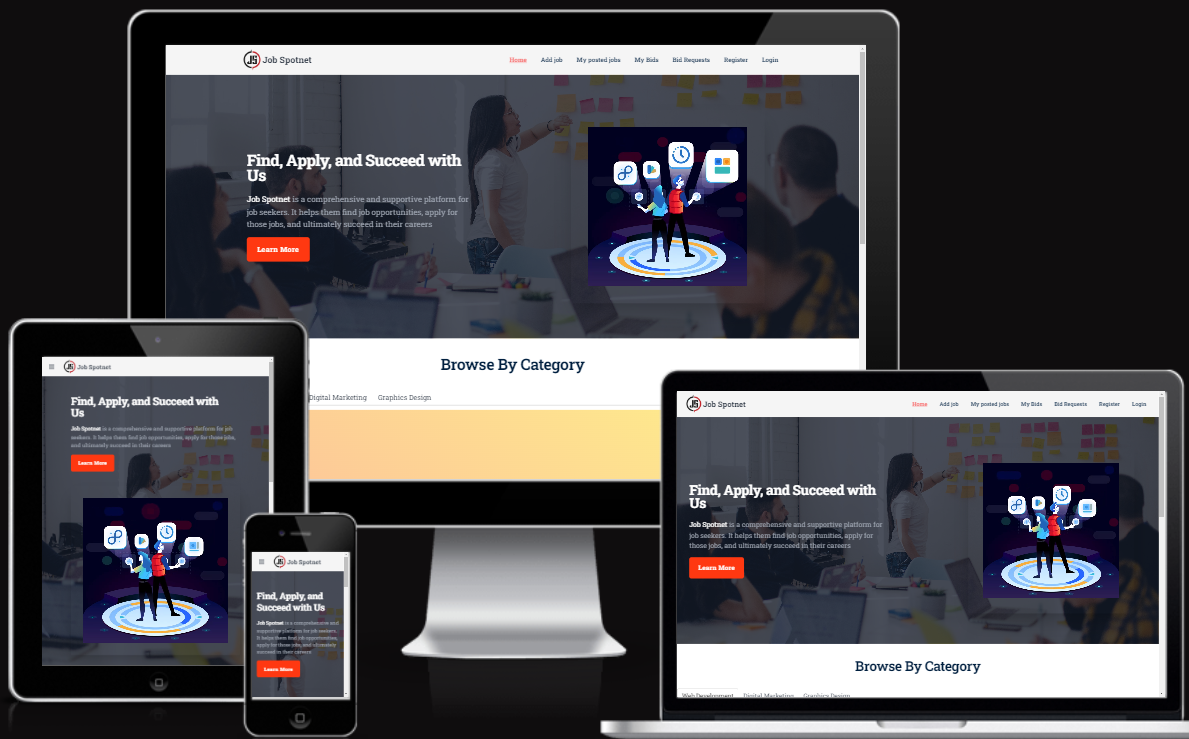 JS Job Spotnet
Home Add job My posted jobs My Bids Bid Requests Register Login
Find, Apply, and Succeed with
Us
Job Spotnet is a comprehensive and supportive platform for
job seekers. It helps them find job opportunities, apply for
those jobs, and ultimately succeed in their careers
Learn More
Browse By Category
Digital Marketing Graphics Design
JS Job Spotnet
Find, Apply, and Succeed with
Us
Job Spotnet is a comprehensive and supportive platform for job
seekers. It helps them find job opportunities, apply for those jobs,
and ultimately succeed in their careers
Learn More
JS Job Spotnet
Find, Apply, and
Succeed with Us
Job Spotnet is a comprehensive and
supportive platform for job seekers.
It helps them find job opportunities,
apply for those jobs, and ultimately
succeed in their careers
Learn More
JS Job Spotnet
Home Add job My posted jobs My Bids Bid Requests Register Login
Find, Apply, and Succeed with
Us
Job Spotnet is a comprehensive and supportive platform for
job seekers. It helps them find job opportunities, apply for
those jobs, and ultimately succeed in their careers
Learn More
Browse By Category
Web Development Digital Marketing Graphics Design